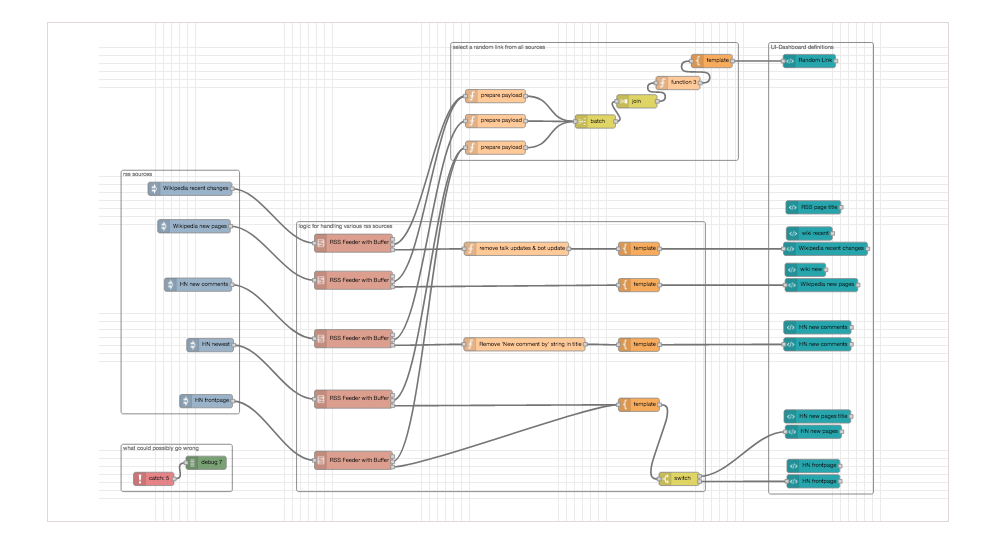 select a random link from all sources
UI-Dashboard definitions
template
Random Link
function 3
prepare payload
join
prepare payload
batch
prepare payload
rss sources
Wikipedia recent changes
RSS page title
Wikipedia new pages
logic for handling various rss sources
wiki recent
RSS Feeder with Buffer
remove talk updates & bot update
template
Wikipedia recent changes
wiki new
RSS Feeder with Buffer
template
Wikipedia new pages
HN new comments
HN new comments
RSS Feeder with Buffer
HN newest
Remove 'New comment by' string in title
template
HN new comments
RSS Feeder with Buffer
HN frontpage
template
HN new pages title
HN new pages
what could possibly go wrong
debug 7
RSS Feeder with Buffer
HN frontpage
catch: 5
switch
HN frontpage